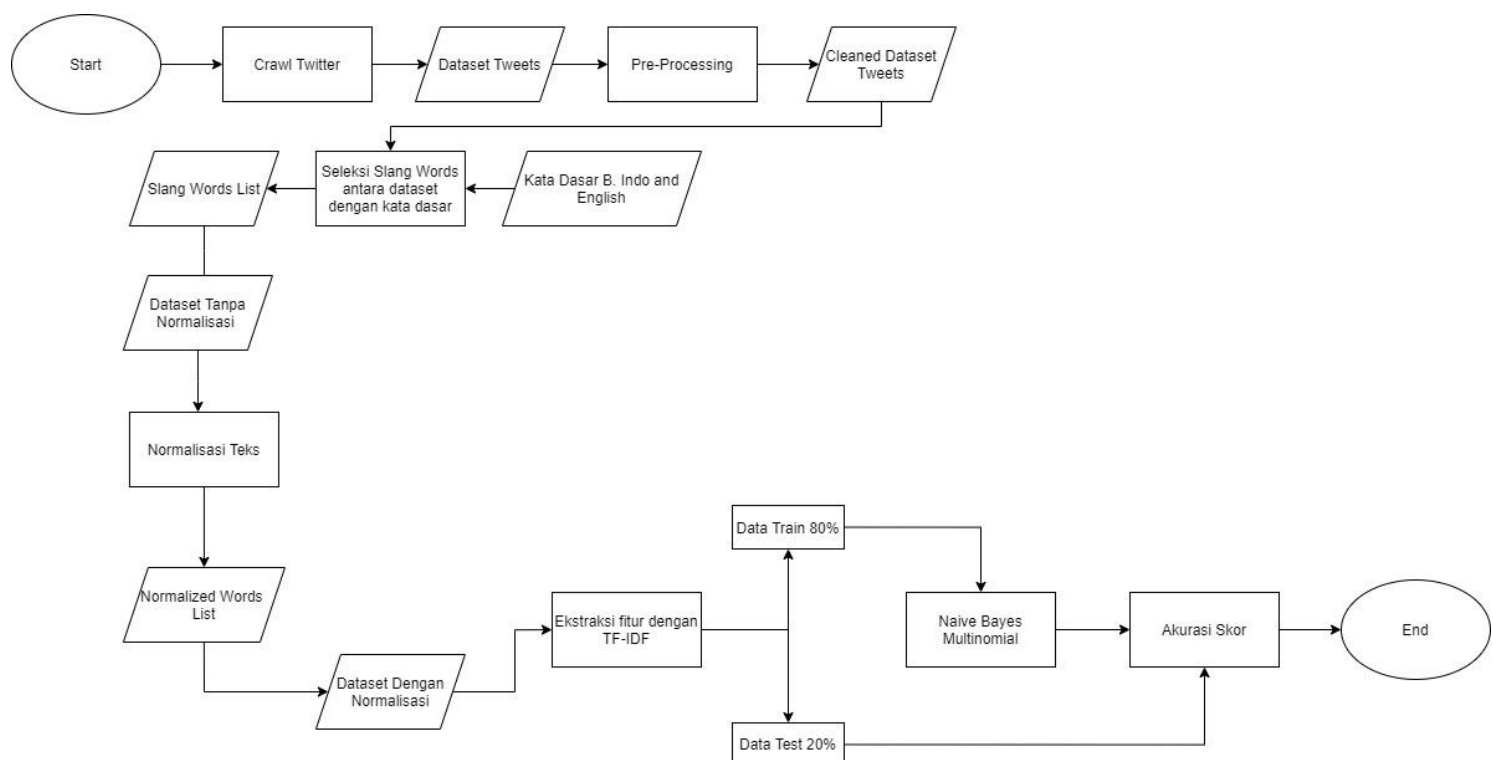 Start
Crawl Twitter
Dataset Tweets
Pre-Processing
Cleaned Dataset
Tweets
Slang Words List
Seleksi Slang Words
antara dataset
dengan kata dasar
Kata Dasar B. Indo and
English
Dataset Tanpa
Normalisasi
Normalisasi Teks
Normalized Words
List
Dataset Dengan
Normalisasi
Ekstraksi fitur dengan
TF-IDF
Data Train 80%
Data Test 20%
Naive Bayes
Multinomial
Akurasi Skor
End